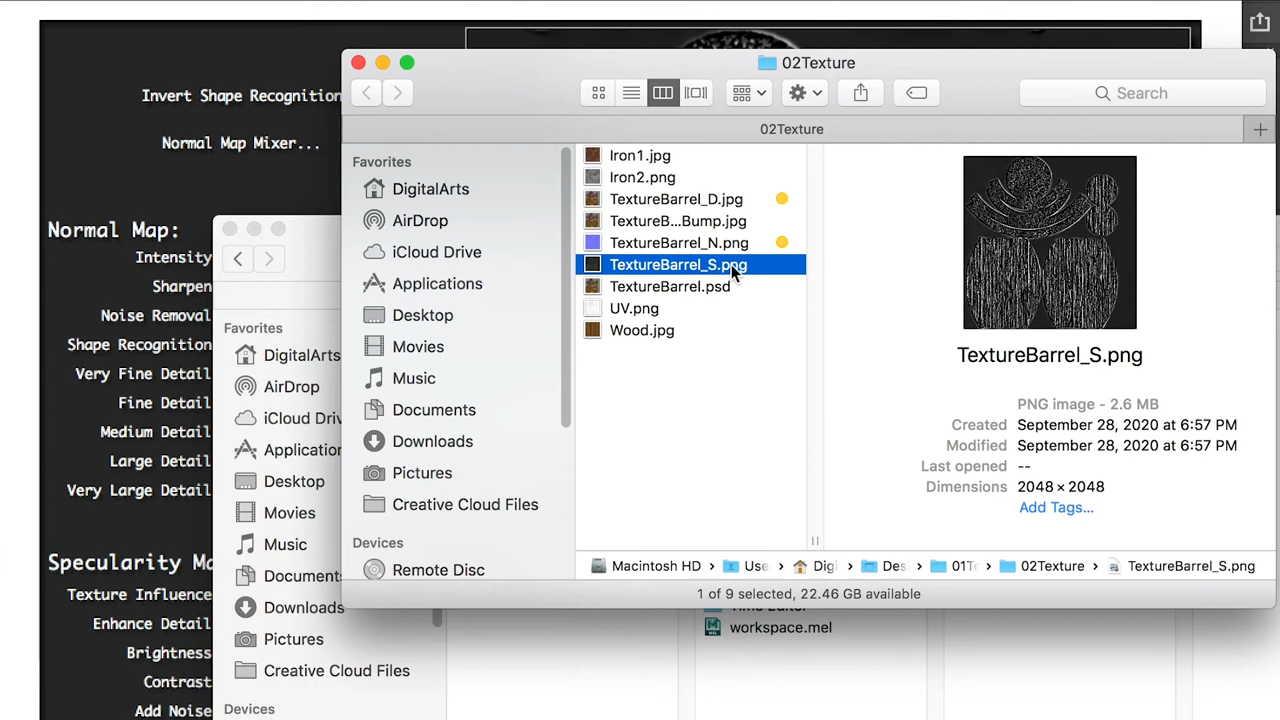 Invert Shape Recognition
Normal Map Mixer...
Normal Map:
Intensity
Sharpen
Noise Removal
Shape Recognition
Very Fine Detail
Fine Detail
Medium Detail
Large Detail
Very Large Detail
Specularity Ma
Texture Influence
Enhance Detail
Brightness
Contrast
Add Noise
Favorites
DigitalArts
AirDrop
iCloud Driv
Application
Desktop
Movies
Music
Documents
Downloads
Pictures
Creative Cloud Files
Devices
02Texture
Search
02Texture
Favorites
DigitalArts
AirDrop
iCloud Drive
Applications
Desktop
Movies
Music
Documents
Downloads
Pictures
Creative Cloud Files
Devices
Remote Disc
Iron1.jpg
Iron2.png
TextureBarrel_D.jpg
TextureB...Bump.jpg
TextureBarrel_N.png
TextureBarrel_S.png
TextureBarrel.psd
UV.png
Wood.jpg
TextureBarrel_S.png
PNG image - 2.6 MB
Created September 28, 2020 at 6:57 PM
Modified September 28, 2020 at 6:57 PM
Last opened --
Dimensions 2048 × 2048
Add Tags...
Macintosh HD > Use > Digi > Des > 01Te > 02Texture > TextureBarrel_S.png
1 of 9 selected, 22.46 GB available
Time Editor
workspace.mel